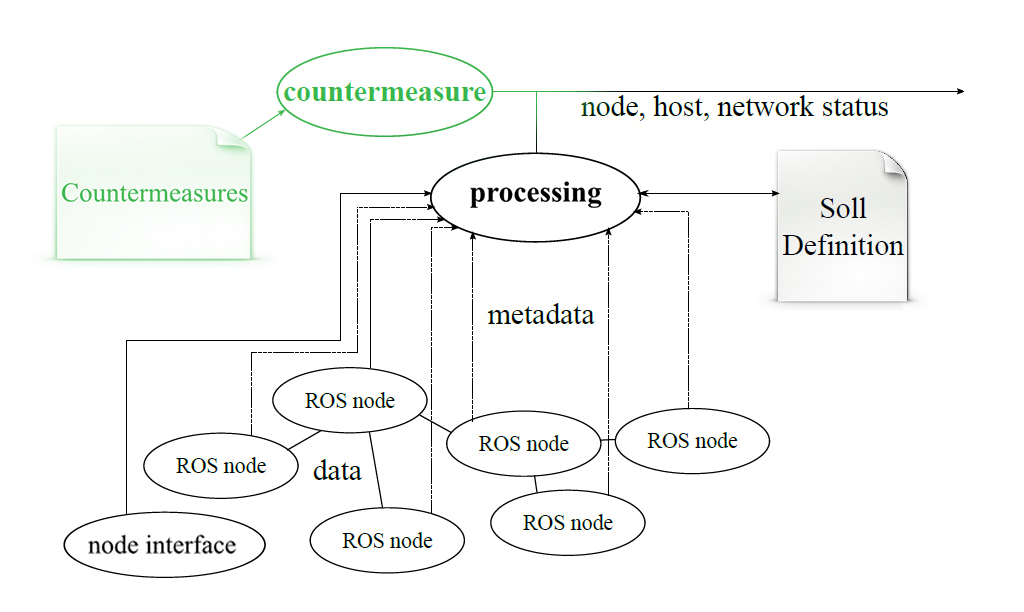 countermeasure
node, host, network status
Countermeasures
processing
Soll
Definition
metadata
ROS node
ROS node
ROS node
ROS node
data
ROS node
node interface
ROS node